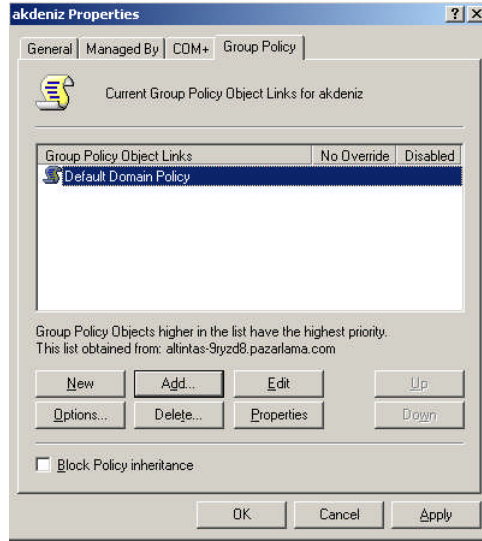 akdeniz Properties
General Managed By COM+ Group Policy
Current Group Policy Object Links for akdeniz
Group Policy Object Links No Override Disabled
Default Domain Policy
Group Policy Objects higher in the list have the highest priority.
This list obtained from: altintas-9ryzd8.pazarlama.com
New Add... Edit Up
Options... Delete... Properties Down
Block Policy inheritance
OK Cancel Apply